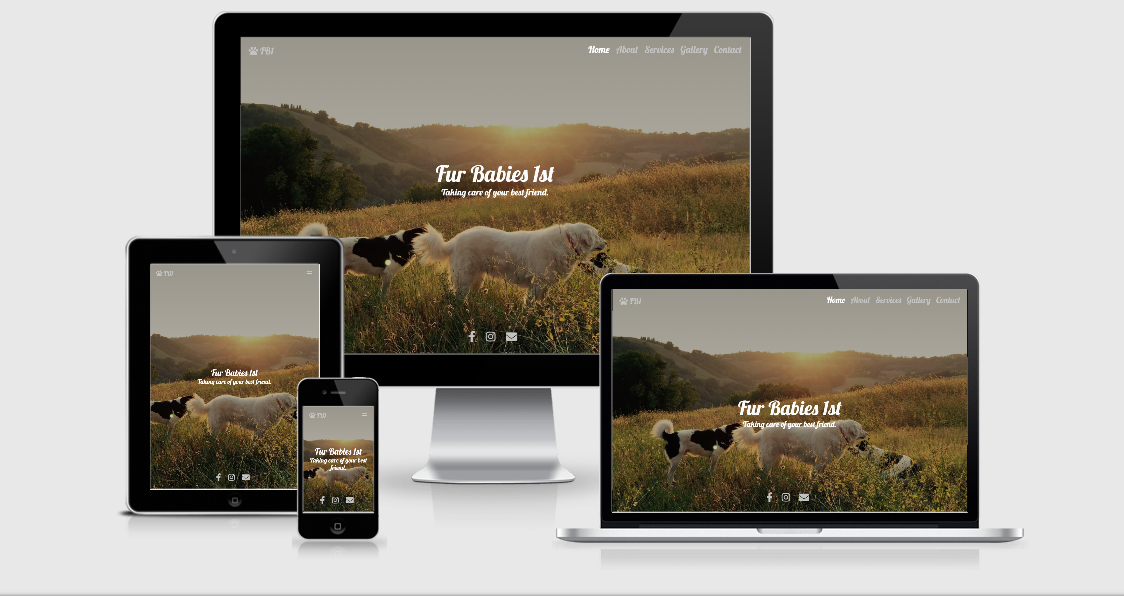 FB1
Home About Services Gallery Contact
Fur Babies 1st
Taking care of your best friend.
FB1
Fur Babies 1st
Taking care of your best friend.
FB1
Fur Babies 1st
Taking care of your best
friend.
FB1
Home About Services Gallery Contact
Fur Babies 1st
Taking care of your best friend.